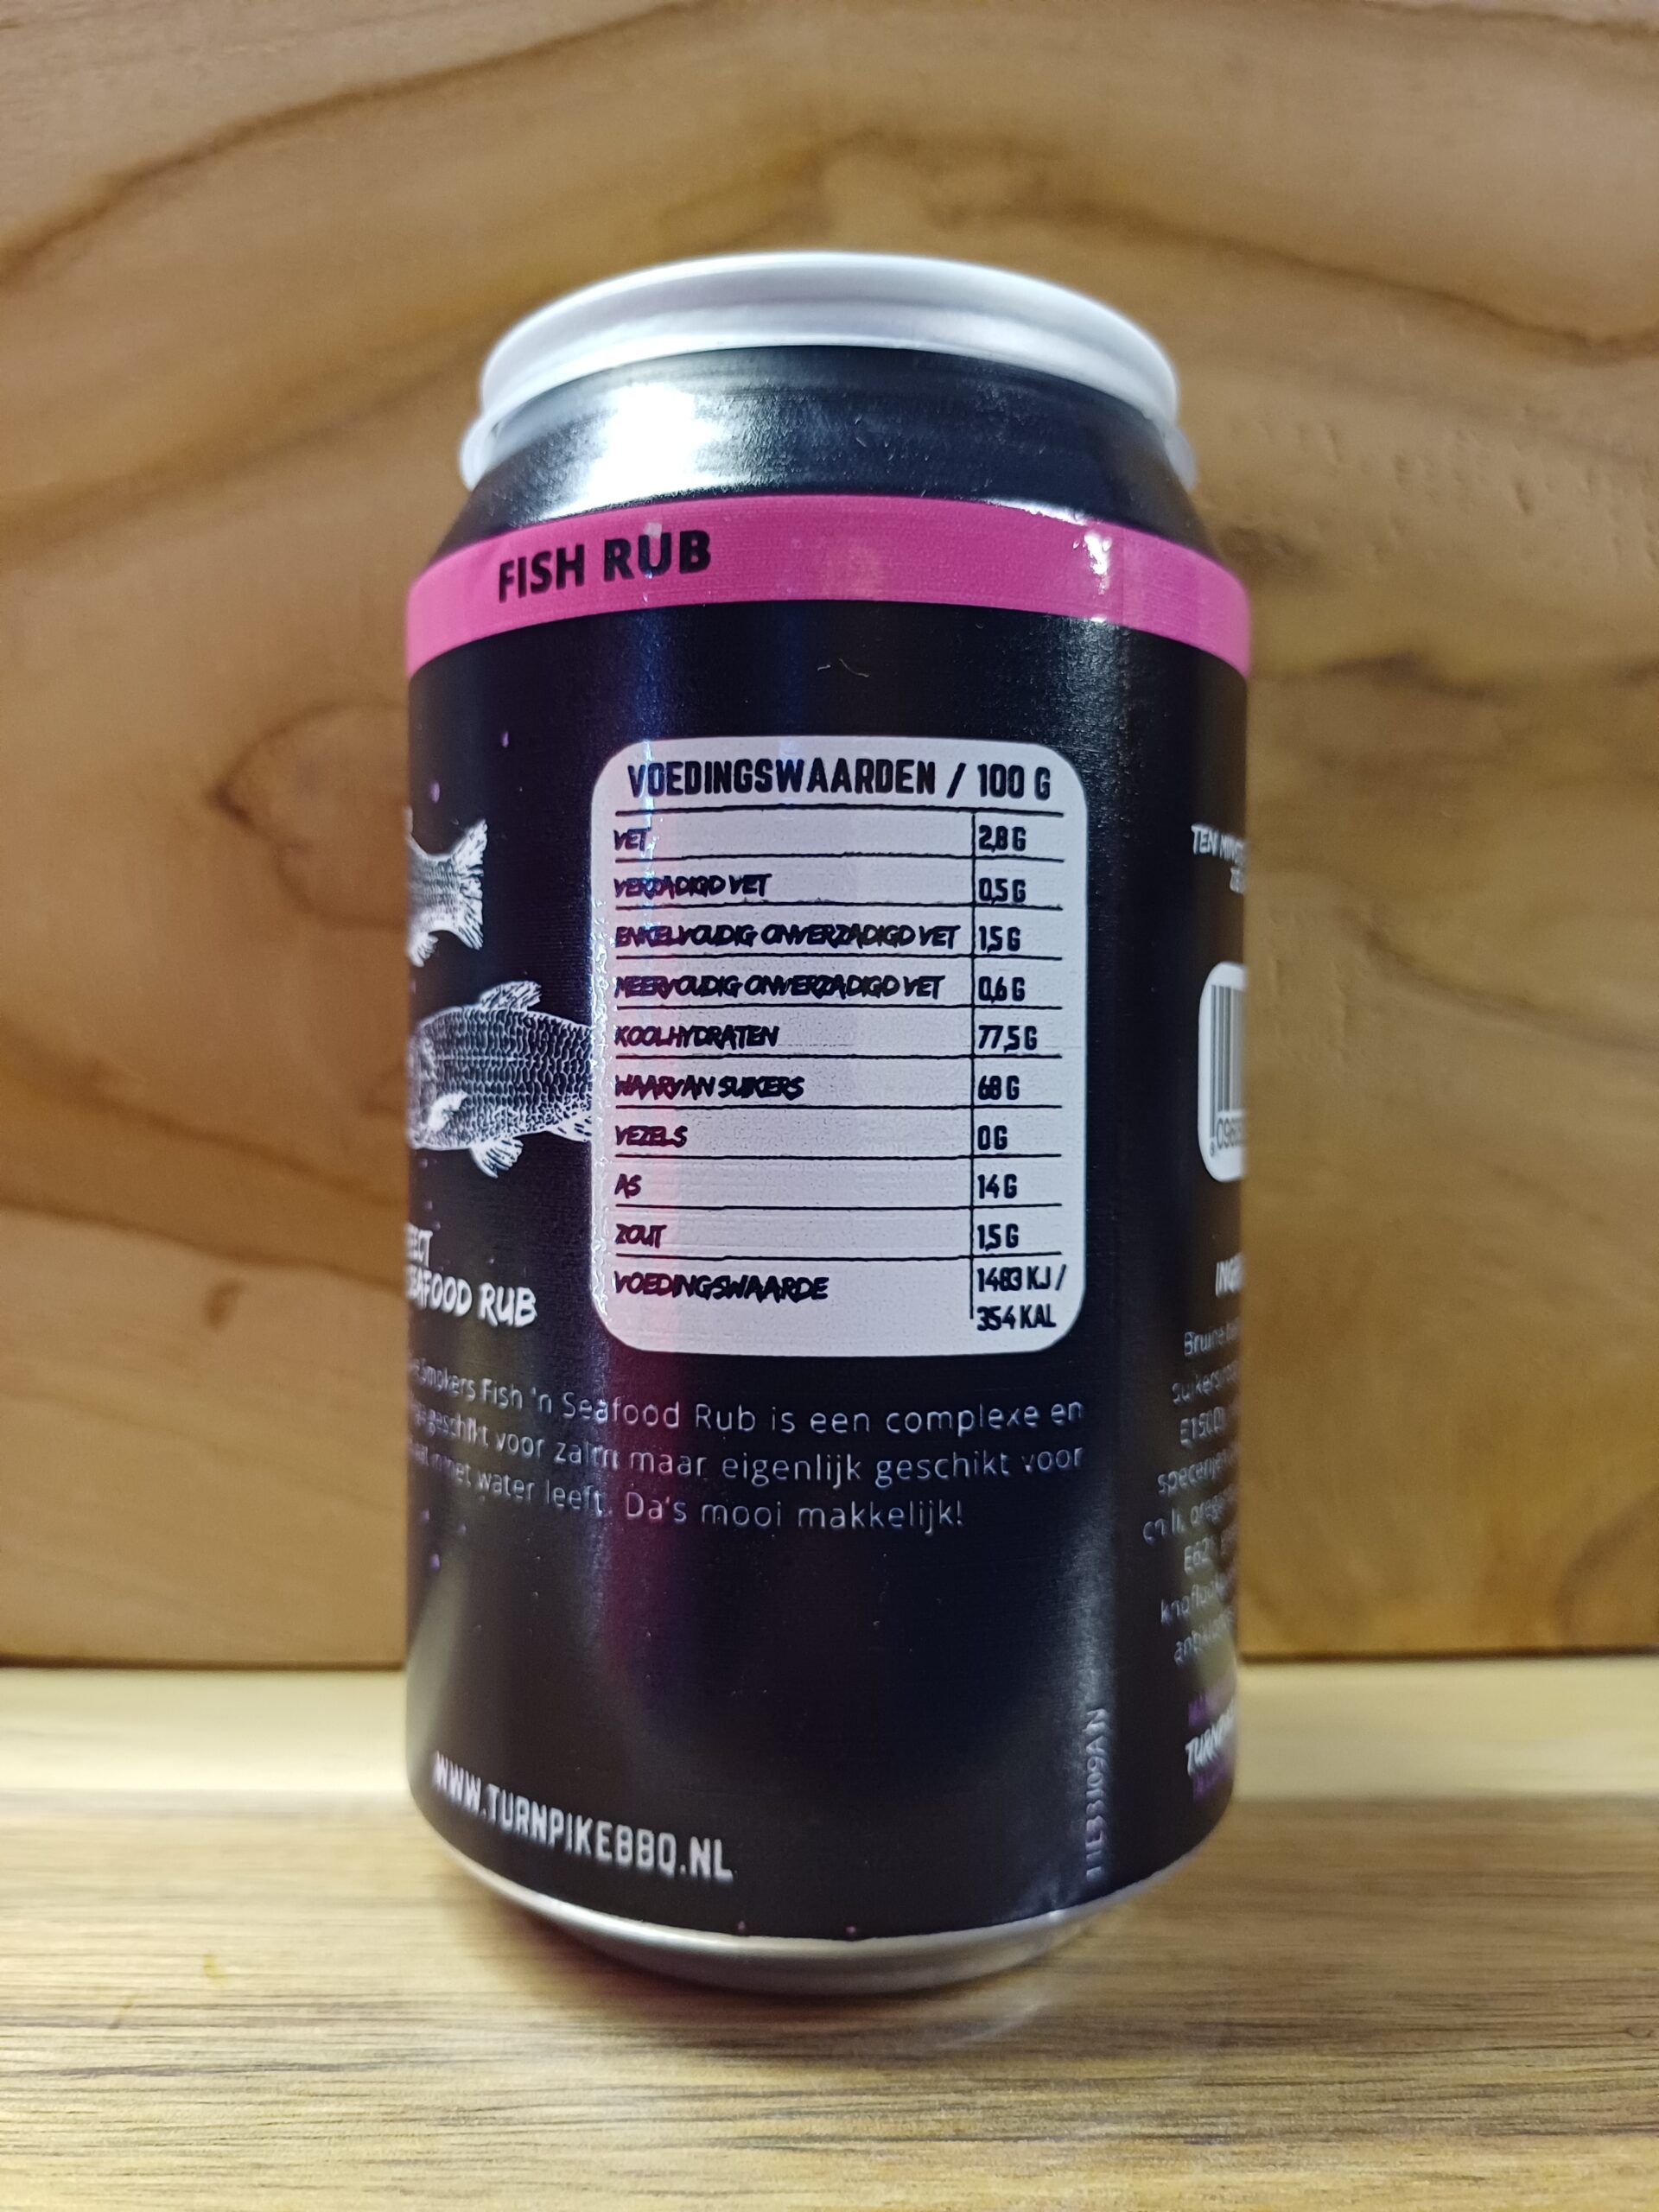 FISH RUB
VOEDINGSWAARDEN / 100 G
VET 2,8 G
VERZADIGD VET 0,5 G
ENKELVOUDIG ONVERZADIGD VET 1,5 G
MEERVOUDIG ONVERZADIGD VET 0,6 G
KOOLHYDRATEN 77,5 G
WAARVAN SUIKERS 68 G
VEZELS 0 G
AS 14 G
ZOUT 1,5 G
VOEDINGSWAARDE 1483 KJ /
354 KAL
RUB
Smokers Fish 'n Seafood Rub is een complexe en
geschikt voor zalm maar eigenlijk geschikt voor
het water leeft. Da's mooi makkelijk!
WWW.TURNPIKEBBQ.NL
TEN